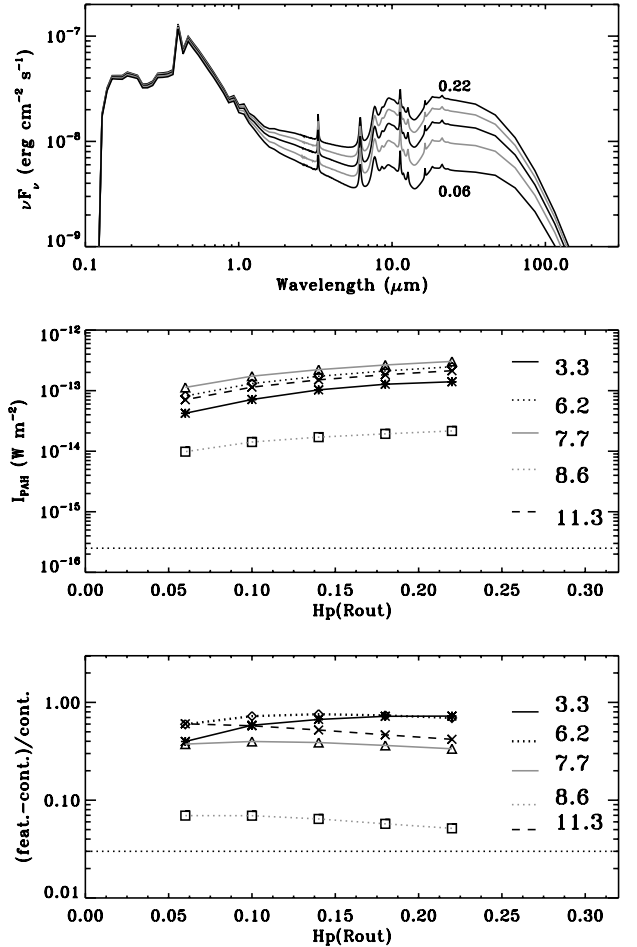 10⁻⁷
10⁻⁸
10⁻⁹
νFᵥ (erg cm⁻² s⁻¹)
0.22
0.06
0.1 1.0 10.0 100.0
Wavelength (μm)
10⁻¹²
10⁻¹³
10⁻¹⁴
10⁻¹⁵
10⁻¹⁶
I_PAH (W m⁻²)
3.3
6.2
7.7
8.6
11.3
0.00 0.05 0.10 0.15 0.20 0.25 0.30
Hp(Rout)
1.00
0.10
0.01
(feat.-cont.)/cont.
3.3
6.2
7.7
8.6
11.3
0.00 0.05 0.10 0.15 0.20 0.25 0.30
Hp(Rout)